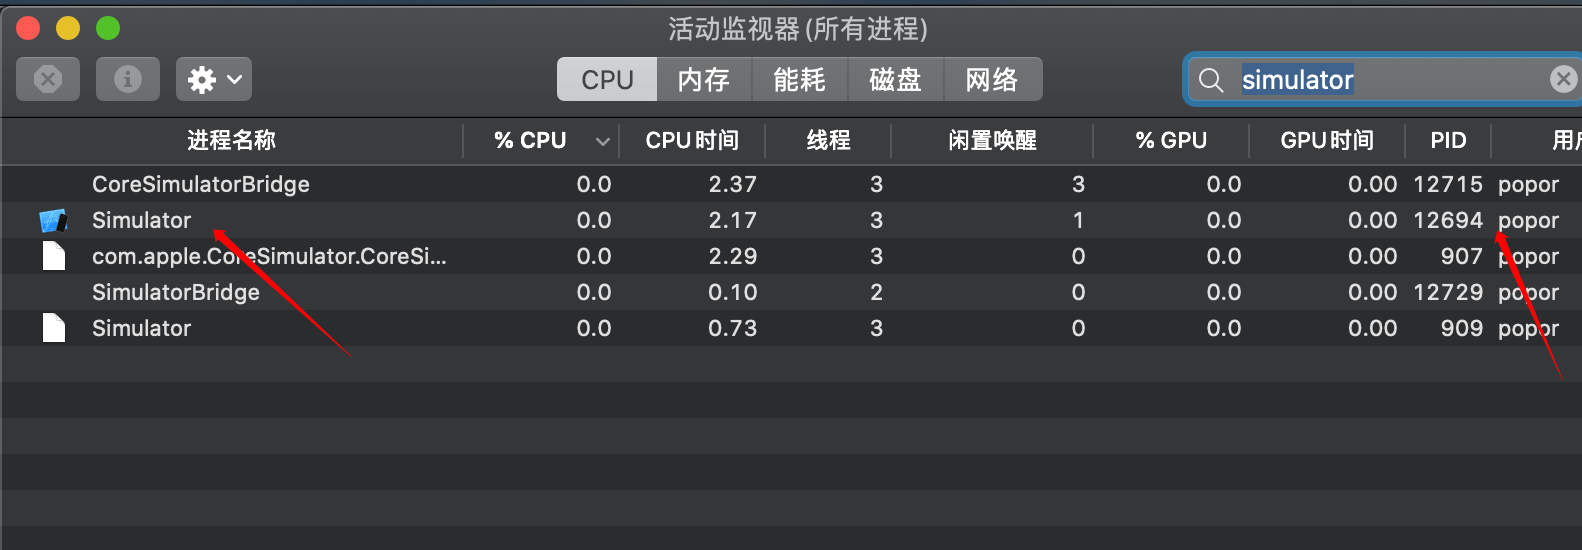 活动监视器 (所有进程)
CPU 内存 能耗 磁盘 网络 simulator
进程名称 % CPU CPU 时间 线程 闲置唤醒 % GPU GPU 时间 PID
CoreSimulatorBridge 0.0 2.37 3 3 0.0 0.00 12715 popor
Simulator 0.0 2.17 3 1 0.0 0.00 12694 popor
com.apple.CoreSimulator.CoreSi... 0.0 2.29 3 0 0.0 0.00 907 popor
SimulatorBridge 0.0 0.10 2 0 0.0 0.00 12729 popor
Simulator 0.0 0.73 3 0 0.0 0.00 909 popor